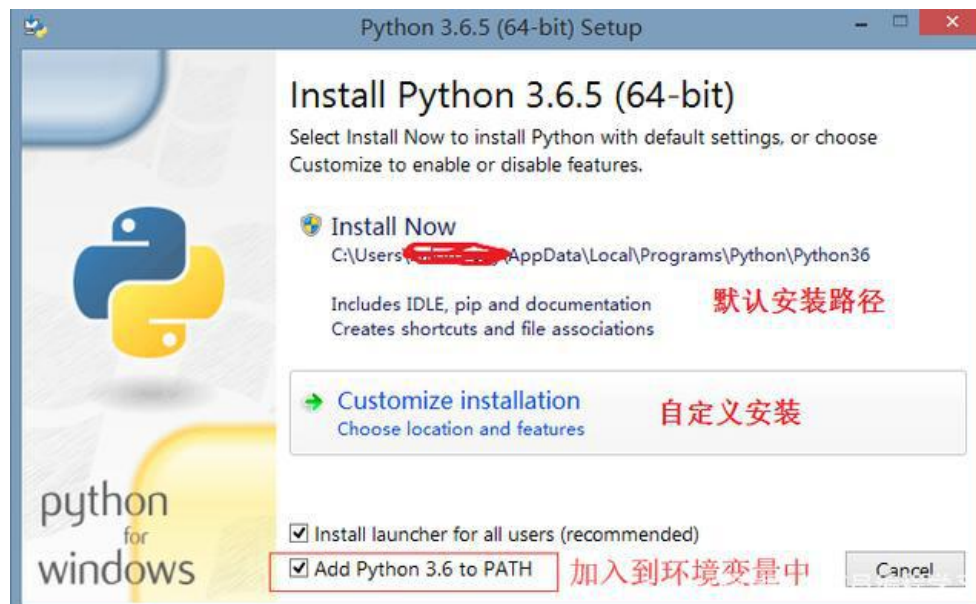 Python 3.6.5 (64-bit) Setup
Install Python 3.6.5 (64-bit)
Select Install Now to install Python with default settings, or choose
Customize to enable or disable features.
Install Now
C:\Users\ \AppData\Local\Programs\Python\Python36
默认安装路径
Includes IDLE, pip and documentation
Creates shortcuts and file associations
Customize installation
自定义安装
Choose location and features
python
for
windows
Install launcher for all users (recommended)
Add Python 3.6 to PATH
加入到环境变量中
Cancel